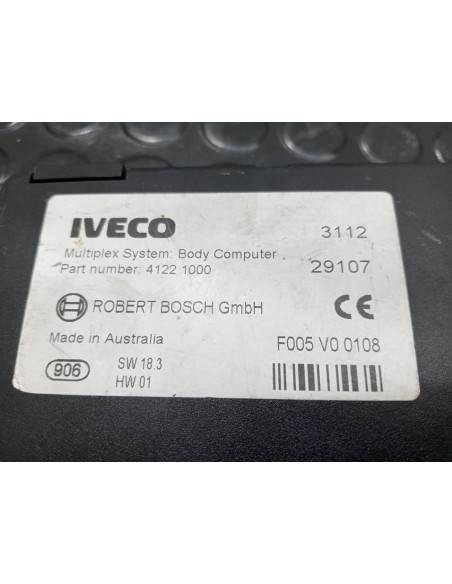 IVECO 3112
Multiplex System: Body Computer
Part number: 4122 1000 29107
ROBERT BOSCH GmbH CE
Made in Australia F005 V0 0108
906 SW 18.3
HW 01